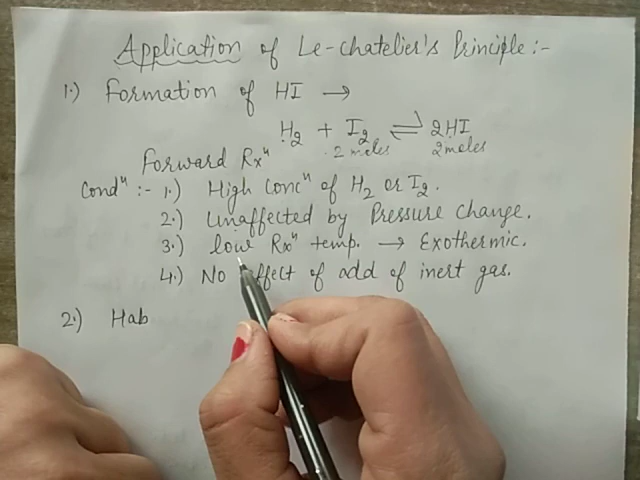 Application of Le-chatelier's Principle:-
1.) Formation of HI →
H₂ + I₂ ⇌ 2HI
2 moles 2 moles
Forward Rxⁿ
Condⁿ :- 1.) High Concⁿ of H₂ or I₂.
2.) Unaffected by Pressure change.
3.) low Rxⁿ temp. → Exothermic.
4.) No effect of add of inert gas.
2.) Hab